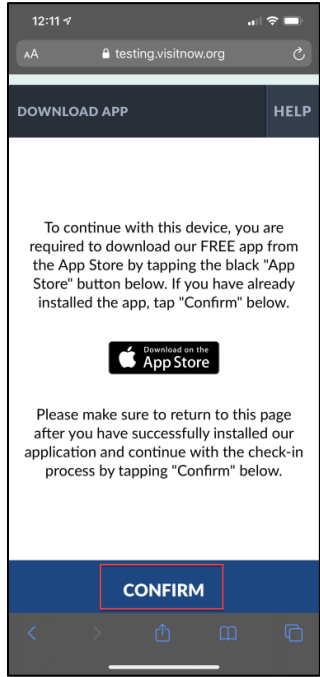 12:11
AA testing.visitnow.org
DOWNLOAD APP HELP
To continue with this device, you are
required to download our FREE app from
the App Store by tapping the black "App
Store" button below. If you have already
installed the app, tap "Confirm" below.
Download on the
App Store
Please make sure to return to this page
after you have successfully installed our
application and continue with the check-in
process by tapping "Confirm" below.
CONFIRM